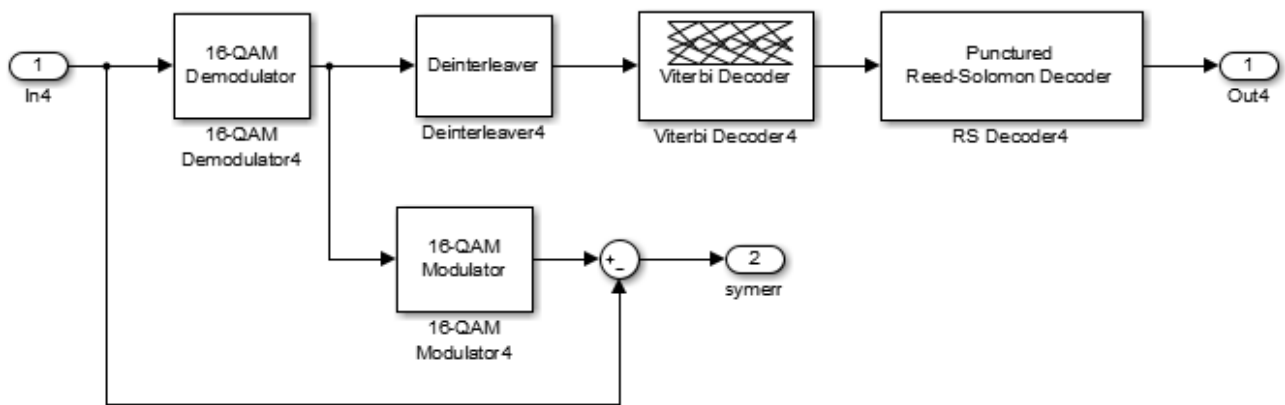 1
In4
16-QAM
Demodulator
16-QAM
Demodulator4
Deinterleaver
Deinterleaver4
Viterbi Decoder
Viterbi Decoder4
Punctured
Reed-Solomon Decoder
RS Decoder4
1
Out4
16-QAM
Modulator
16-QAM
Modulator4
+
−
2
symerr